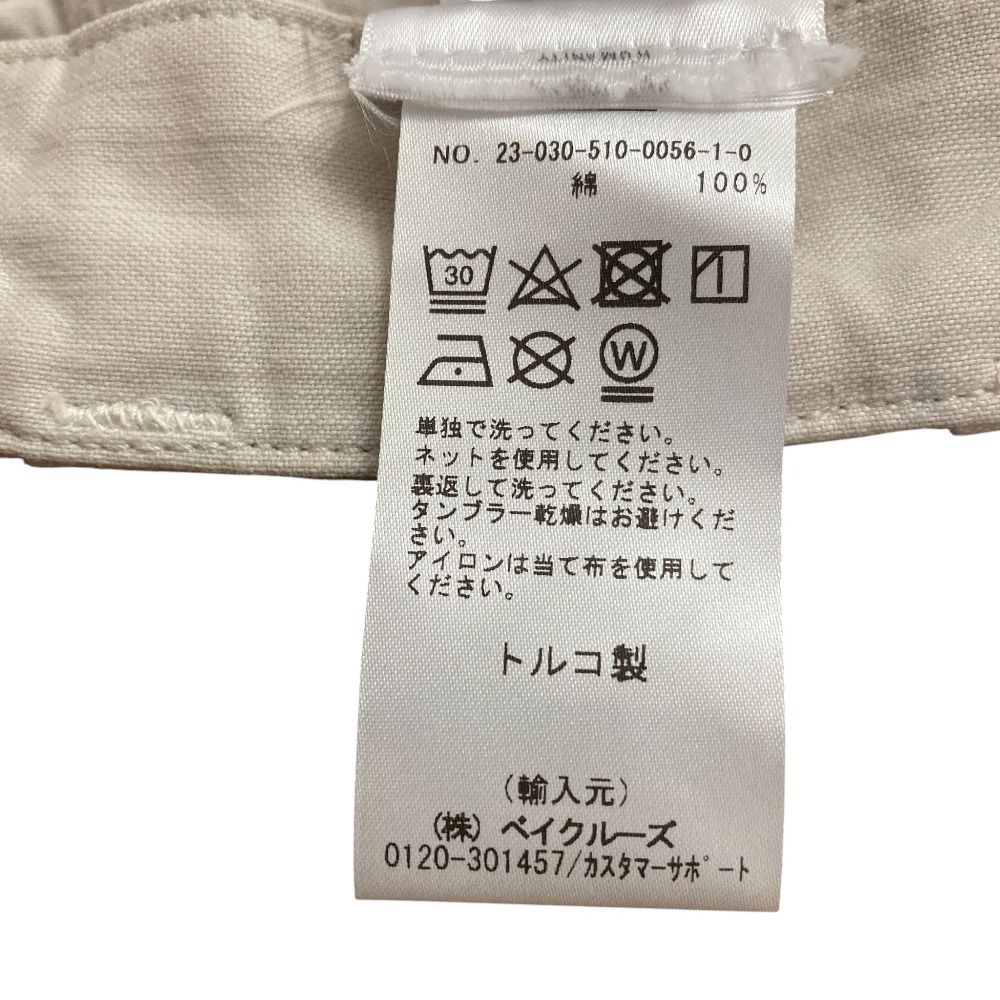 NO. 23-030-510-0056-1-0
綿 100%
30
W
単独で洗ってください。
ネットを使用してください。
裏返して洗ってください。
タンブラー乾燥はお避けくだ
さい。
アイロンは当て布を使用して
ください。
トルコ製
(輸入元)
(株) ベイクルーズ
0120-301457/カスタマーサポート